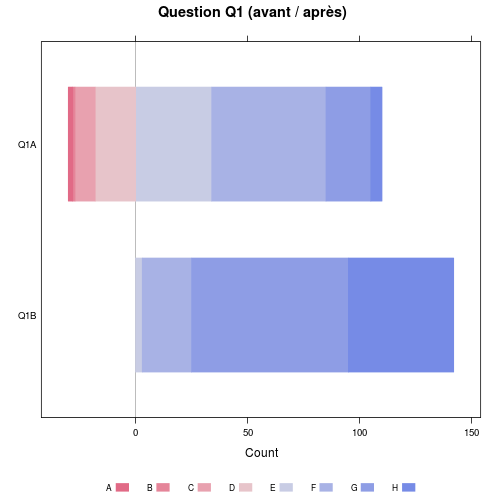 Question Q1 (avant / après)
Q1A
Q1B
0 50 100 150
Count
A B C D E F G H